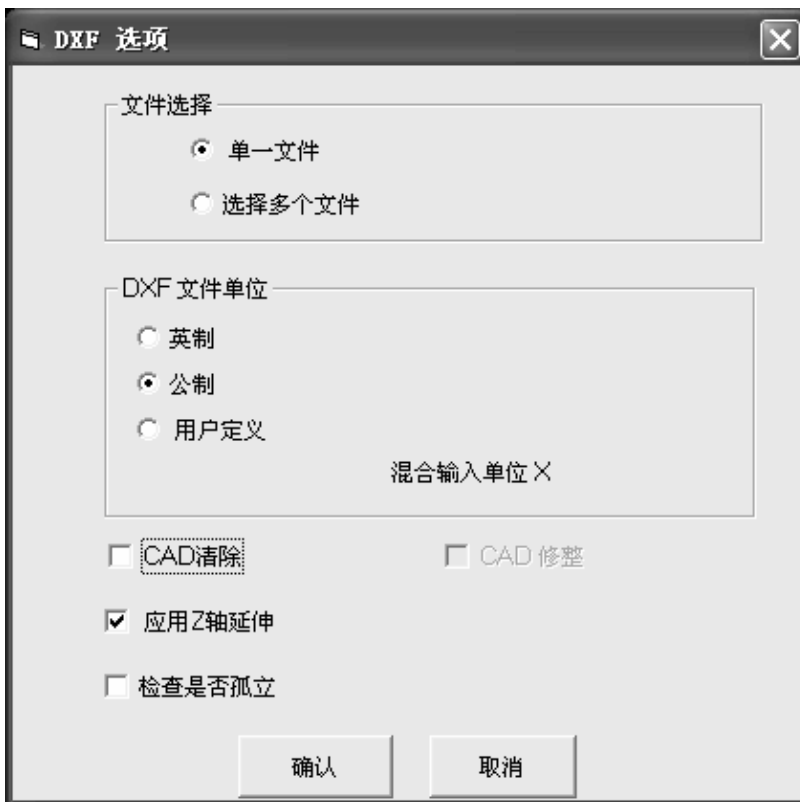 DXF 选项
文件选择
单一文件
选择多个文件
DXF 文件单位
英制
公制
用户定义
混合输入单位 X
CAD清除
CAD 修整
应用Z轴延伸
检查是否孤立
确认
取消